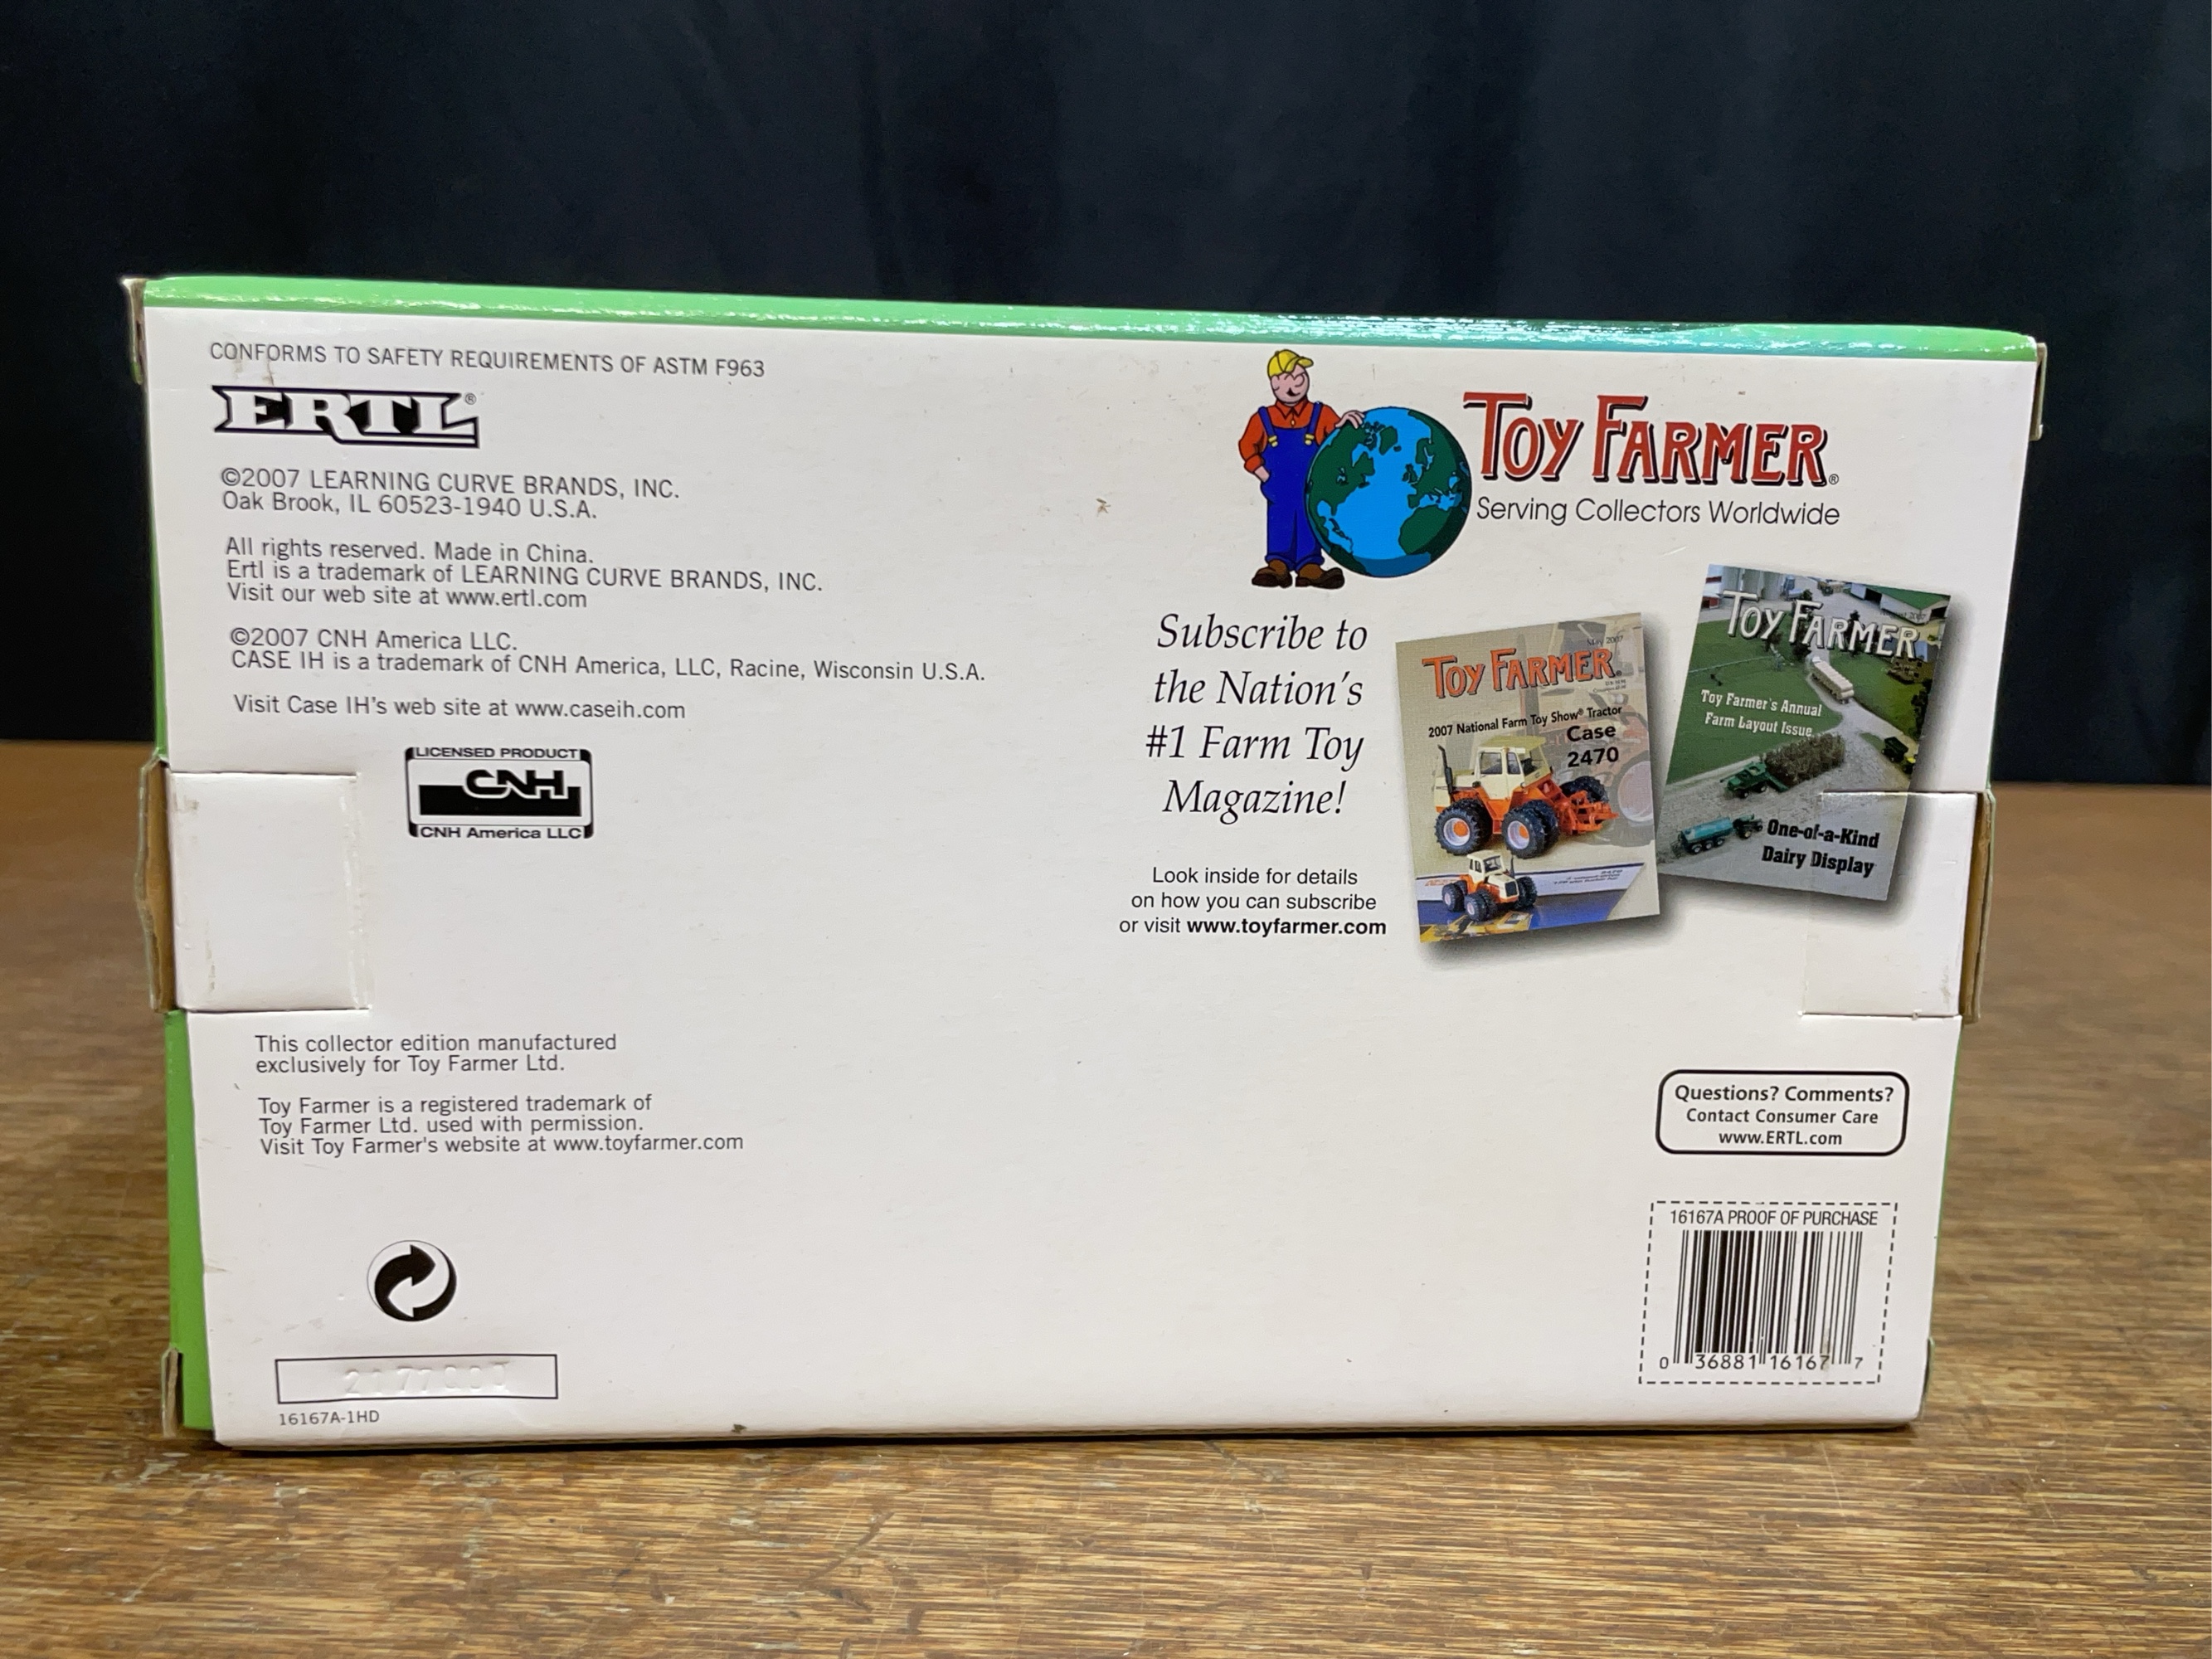 CONFORMS TO SAFETY REQUIREMENTS OF ASTM F963
ERTL®
©2007 LEARNING CURVE BRANDS, INC.
Oak Brook, IL 60523-1940 U.S.A.
All rights reserved. Made in China.
Ertl is a trademark of LEARNING CURVE BRANDS, INC.
Visit our web site at www.ertl.com
©2007 CNH America LLC.
CASE IH is a trademark of CNH America, LLC, Racine, Wisconsin U.S.A.
Visit Case IH's web site at www.caseih.com
LICENSED PRODUCT
CNH
CNH America LLC
This collector edition manufactured
exclusively for Toy Farmer Ltd.
Toy Farmer is a registered trademark of
Toy Farmer Ltd. used with permission.
Visit Toy Farmer's website at www.toyfarmer.com
16167A-1HD
TOY FARMER®
Serving Collectors Worldwide
Subscribe to
the Nation's
#1 Farm Toy
Magazine!
Look inside for details
on how you can subscribe
or visit www.toyfarmer.com
May 2007
TOY FARMER®
2007 National Farm Toy Show® Tractor
Case
2470
TOY FARMER
Toy Farmer's Annual
Farm Layout Issue
One-of-a-Kind
Dairy Display
Questions? Comments?
Contact Consumer Care
www.ERTL.com
16167A PROOF OF PURCHASE
0 36881 16167 7